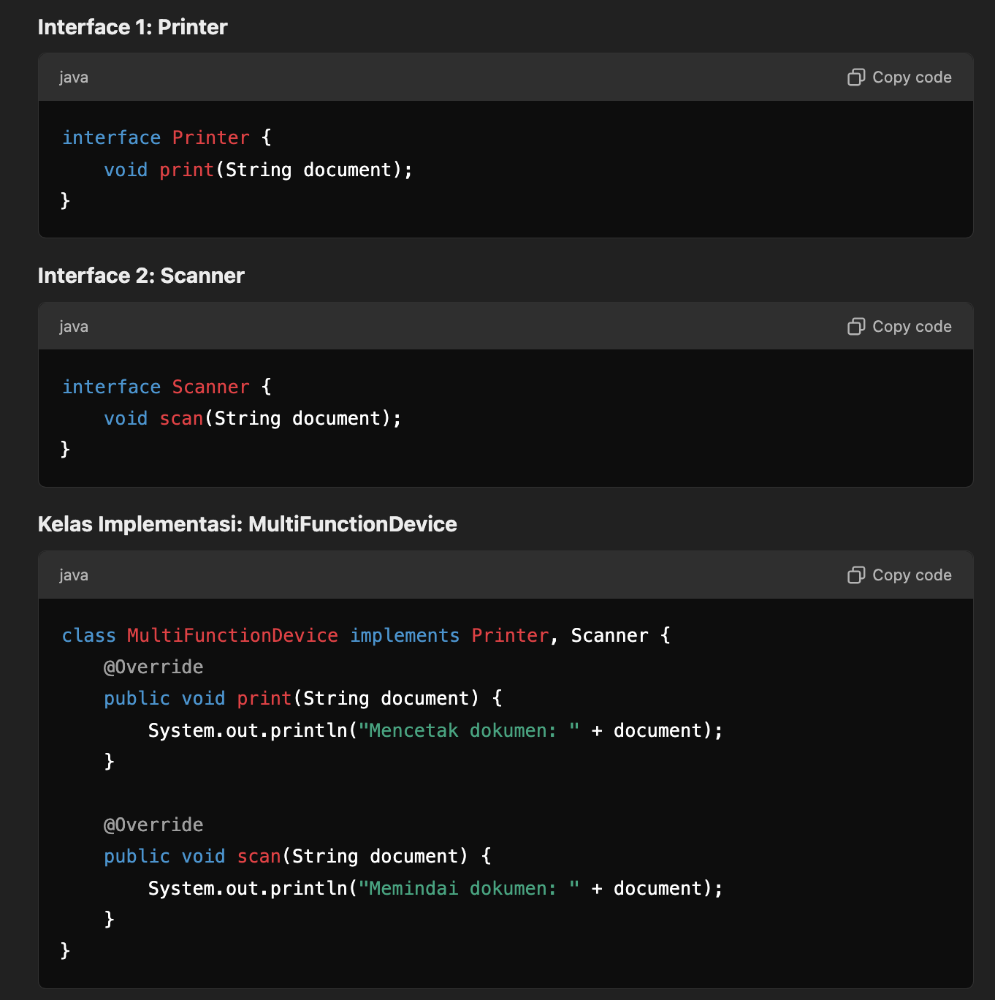 Interface 1: Printer
java
Copy code
interface Printer {
    void print(String document);
}
Interface 2: Scanner
java
Copy code
interface Scanner {
    void scan(String document);
}
Kelas Implementasi: MultiFunctionDevice
java
Copy code
class MultiFunctionDevice implements Printer, Scanner {
    @Override
    public void print(String document) {
        System.out.println("Mencetak dokumen: " + document);
    }
    @Override
    public void scan(String document) {
        System.out.println("Memindai dokumen: " + document);
    }
}